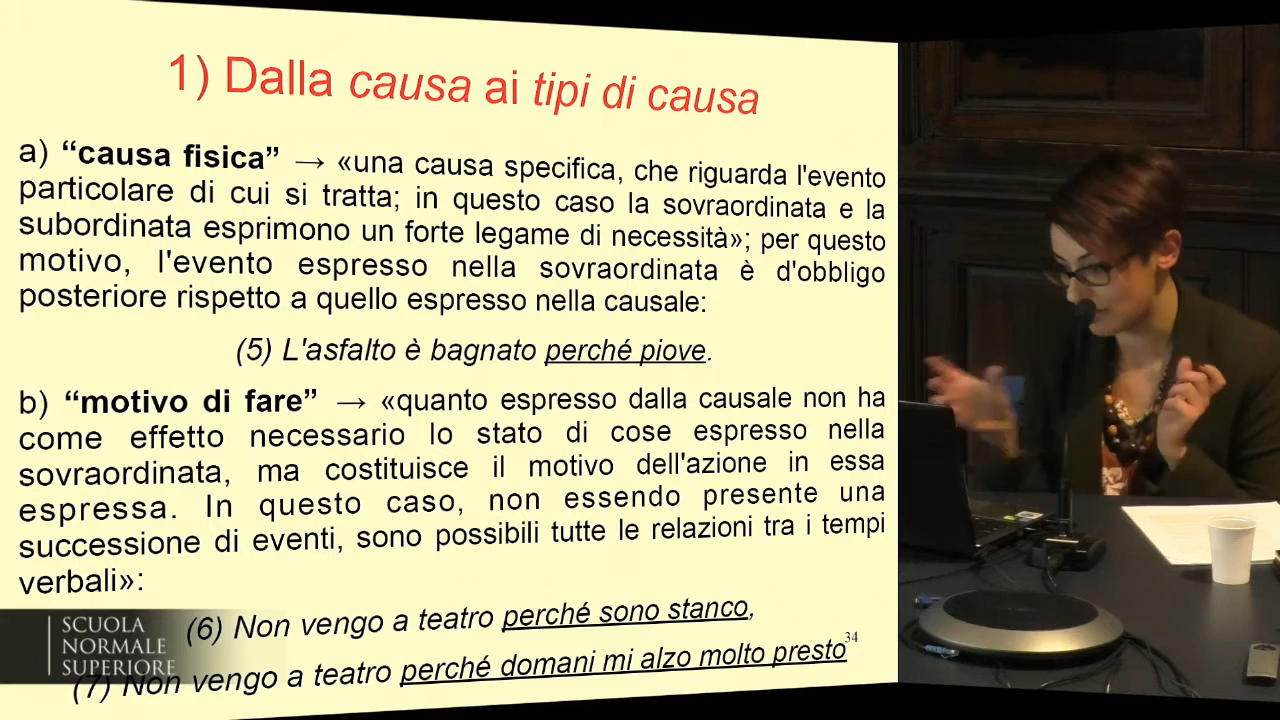 1) Dalla causa ai tipi di causa
a) “causa fisica” → «una causa specifica, che riguarda l'evento
particolare di cui si tratta; in questo caso la sovraordinata e la
subordinata esprimono un forte legame di necessità»; per questo
motivo, l'evento espresso nella sovraordinata è d'obbligo
posteriore rispetto a quello espresso nella causale:
(5) L'asfalto è bagnato perché piove.
b) “motivo di fare” → «quanto espresso dalla causale non ha
come effetto necessario lo stato di cose espresso nella
sovraordinata, ma costituisce il motivo dell'azione in essa
espressa. In questo caso, non essendo presente una
successione di eventi, sono possibili tutte le relazioni tra i tempi
verbali»:
(6) Non vengo a teatro perché sono stanco,
(7) Non vengo a teatro perché domani mi alzo molto presto
34
SCUOLA
NORMALE
SUPERIORE